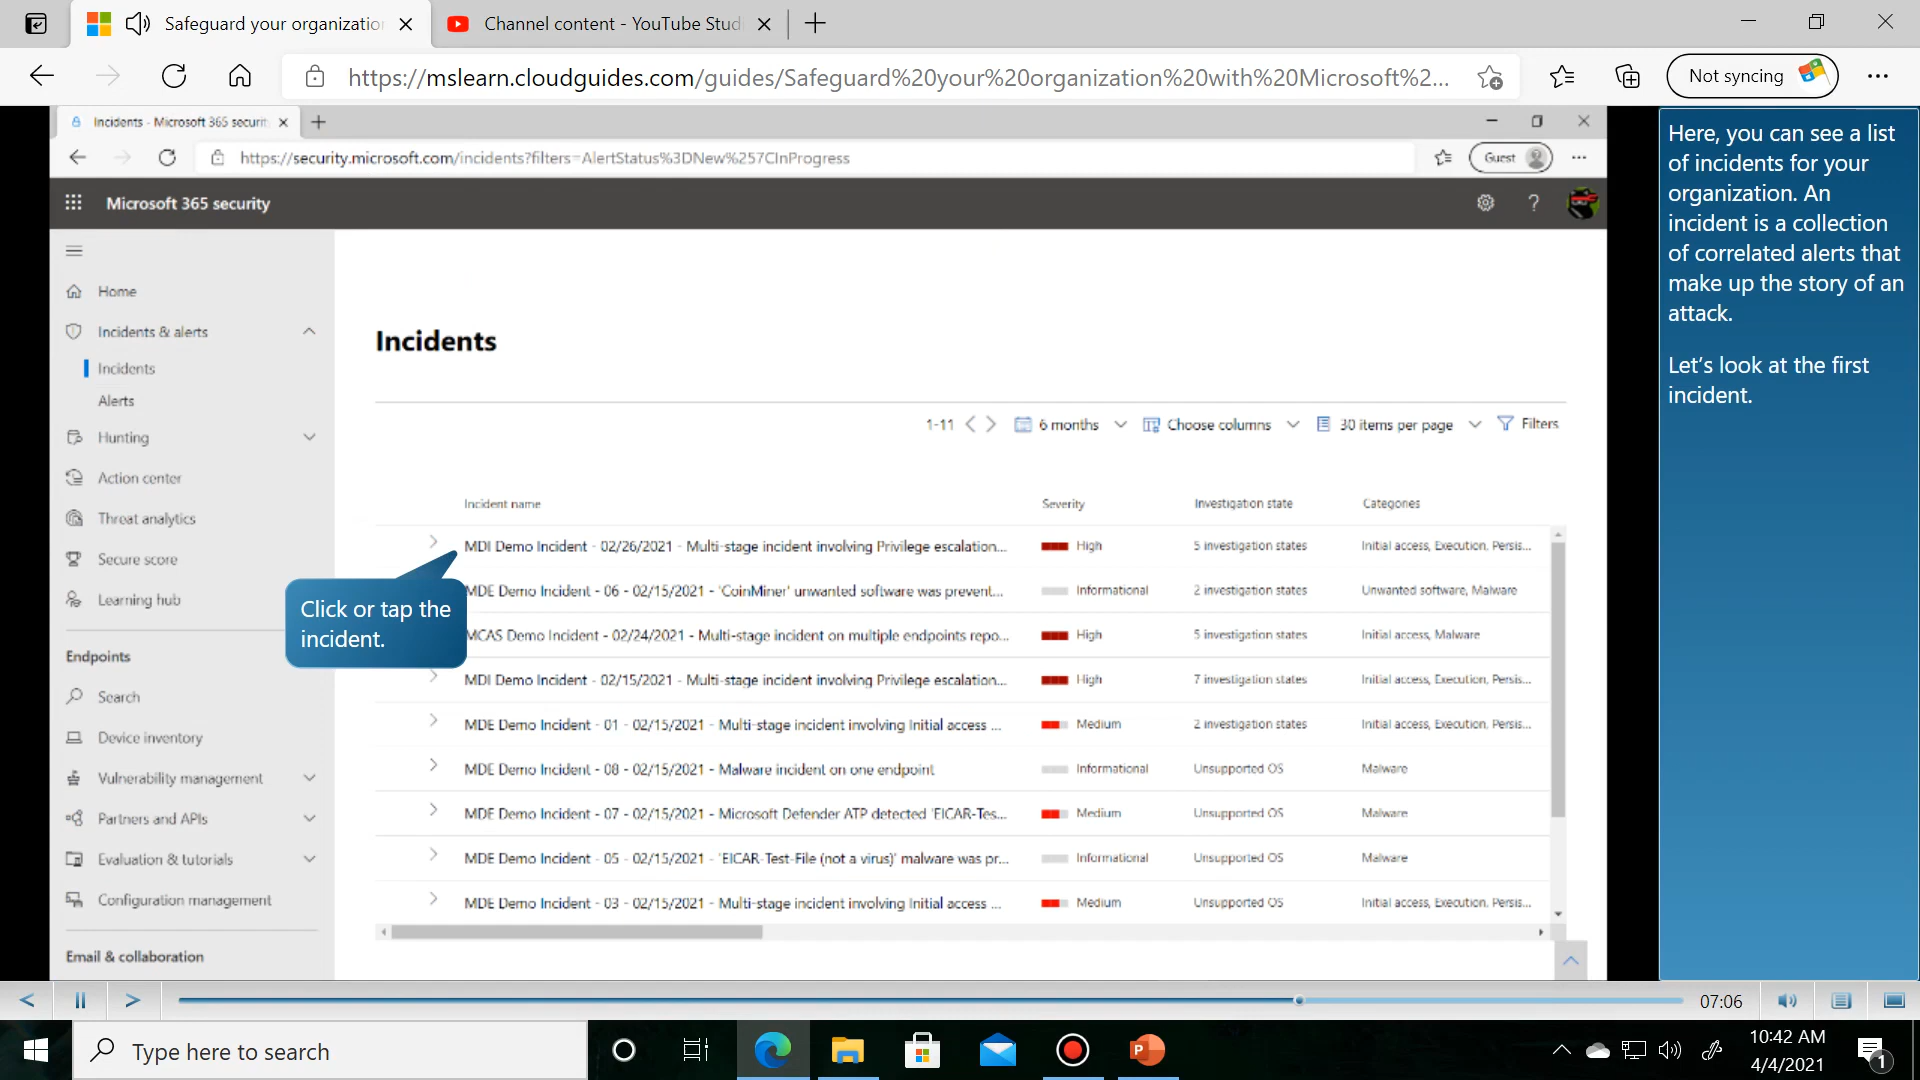 Safeguard your organizatio
Channel content - YouTube Studi
https://mslearn.cloudguides.com/guides/Safeguard%20your%20organization%20with%20Microsoft%2...
Not syncing
Incidents - Microsoft 365 securit
https://security.microsoft.com/incidents?filters=AlertStatus%3DNew%257CInProgress
Guest
Microsoft 365 security
?
Home
Incidents & alerts
Incidents
Alerts
Hunting
Action center
Threat analytics
Secure score
Learning hub
Endpoints
Search
Device inventory
Vulnerability management
Partners and APIs
Evaluation & tutorials
Configuration management
Email & collaboration
Incidents
1-11 6 months Choose columns 30 items per page Filters
Incident name Severity Investigation state Categories
MDI Demo Incident - 02/26/2021 - Multi-stage incident involving Privilege escalation... High 5 investigation states Initial access, Execution, Persis...
MDE Demo Incident - 06 - 02/15/2021 - 'CoinMiner' unwanted software was prevent... Informational 2 investigation states Unwanted software, Malware
MCAS Demo Incident - 02/24/2021 - Multi-stage incident on multiple endpoints repo... High 5 investigation states Initial access, Malware
MDI Demo Incident - 02/15/2021 - Multi-stage incident involving Privilege escalation... High 7 investigation states Initial access, Execution, Persis...
MDE Demo Incident - 01 - 02/15/2021 - Multi-stage incident involving Initial access ... Medium 2 investigation states Initial access, Execution, Persis...
MDE Demo Incident - 08 - 02/15/2021 - Malware incident on one endpoint Informational Unsupported OS Malware
MDE Demo Incident - 07 - 02/15/2021 - Microsoft Defender ATP detected 'EICAR-Tes... Medium Unsupported OS Malware
MDE Demo Incident - 05 - 02/15/2021 - 'EICAR-Test-File (not a virus)' malware was pr... Informational Unsupported OS Malware
MDE Demo Incident - 03 - 02/15/2021 - Multi-stage incident involving Initial access ... Medium Unsupported OS Initial access, Execution, Persis...
Click or tap the
incident.
Here, you can see a list
of incidents for your
organization. An
incident is a collection
of correlated alerts that
make up the story of an
attack.
Let's look at the first
incident.
07:06
Type here to search
P
10:42 AM
4/4/2021
1